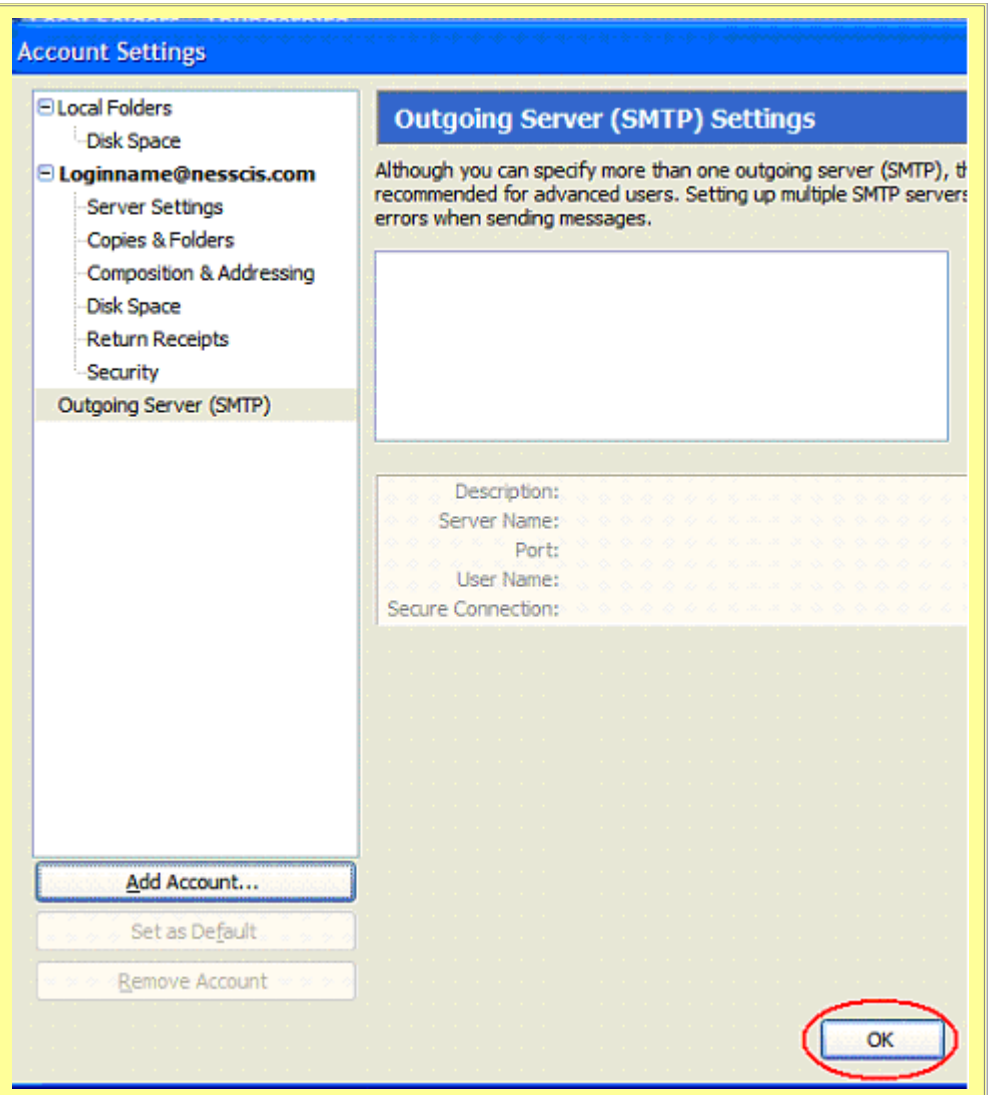 Account Settings
Local Folders
Disk Space
Loginname@nesscis.com
Server Settings
Copies & Folders
Composition & Addressing
Disk Space
Return Receipts
Security
Outgoing Server (SMTP)
Add Account...
Set as Default
Remove Account
Outgoing Server (SMTP) Settings
Although you can specify more than one outgoing server (SMTP),
recommended for advanced users. Setting up multiple SMTP servers
errors when sending messages.
Description:
Server Name:
Port:
User Name:
Secure Connection:
OK